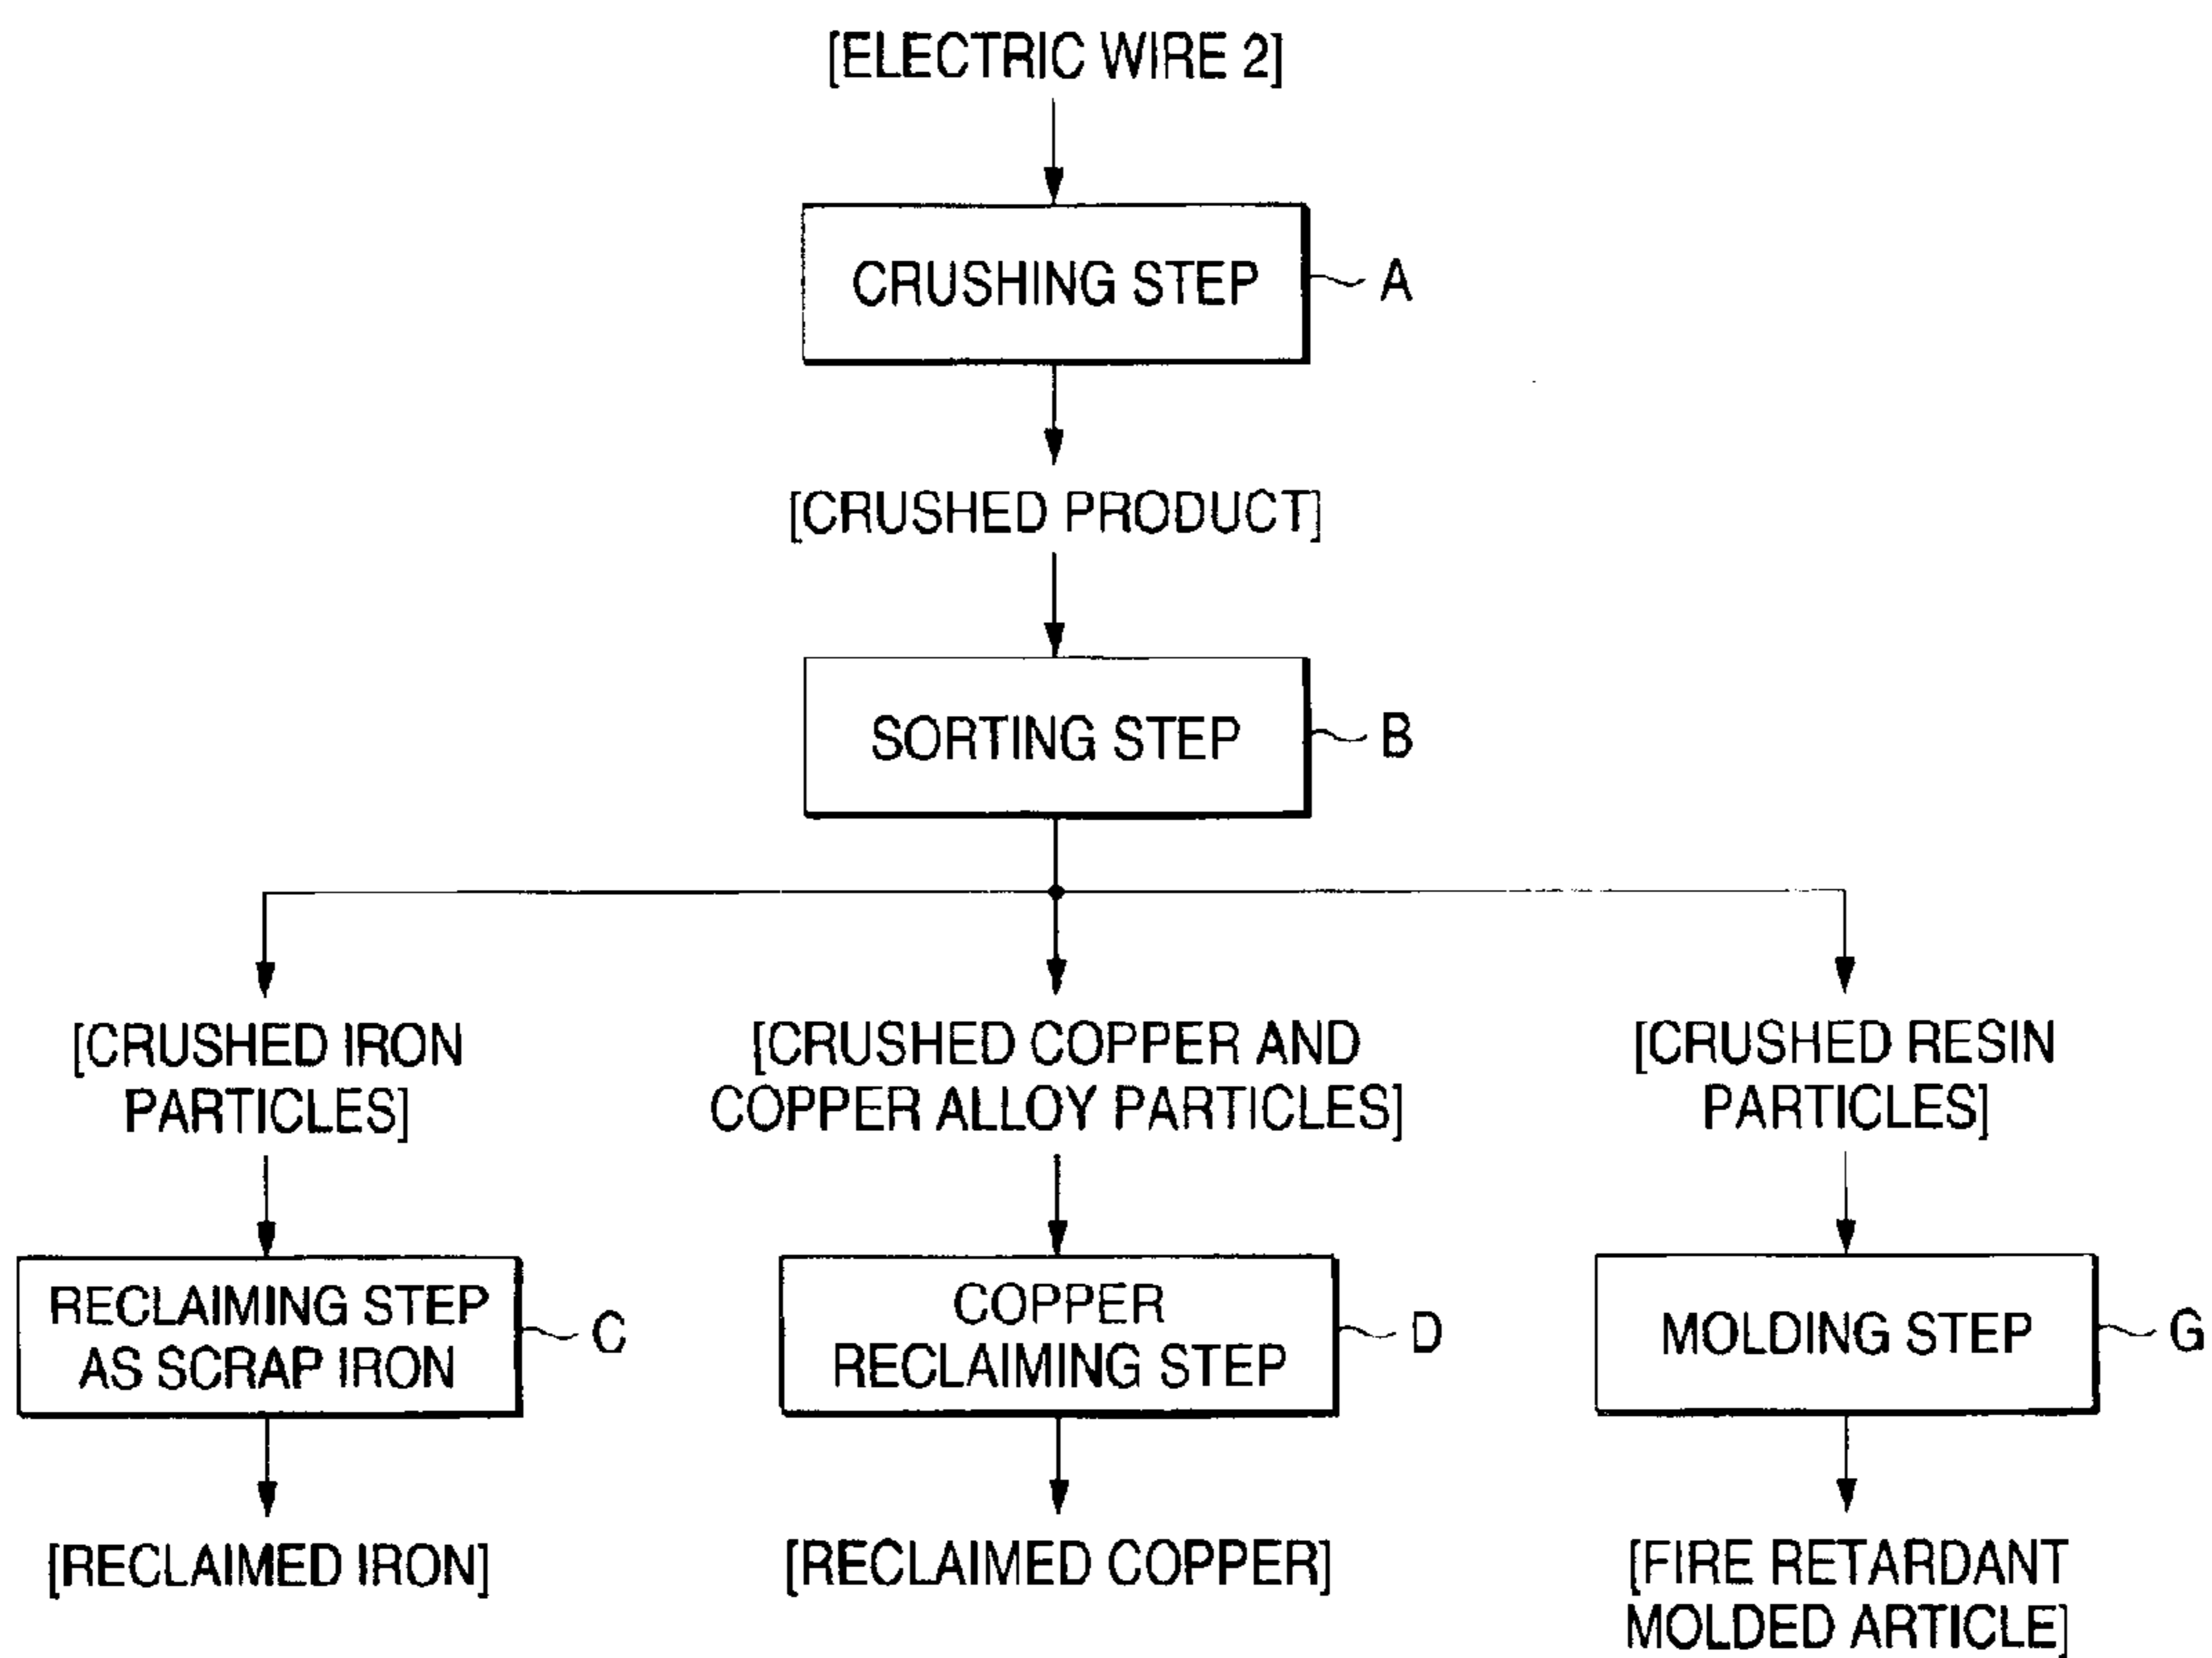 [ELECTRIC WIRE 2]
CRUSHING STEP
A
[CRUSHED PRODUCT]
SORTING STEP
B
[CRUSHED IRON
PARTICLES]
[CRUSHED COPPER AND
COPPER ALLOY PARTICLES]
[CRUSHED RESIN
PARTICLES]
RECLAIMING STEP
AS SCRAP IRON
C
COPPER
RECLAIMING STEP
D
MOLDING STEP
G
[RECLAIMED IRON]
[RECLAIMED COPPER]
[FIRE RETARDANT
MOLDED ARTICLE]